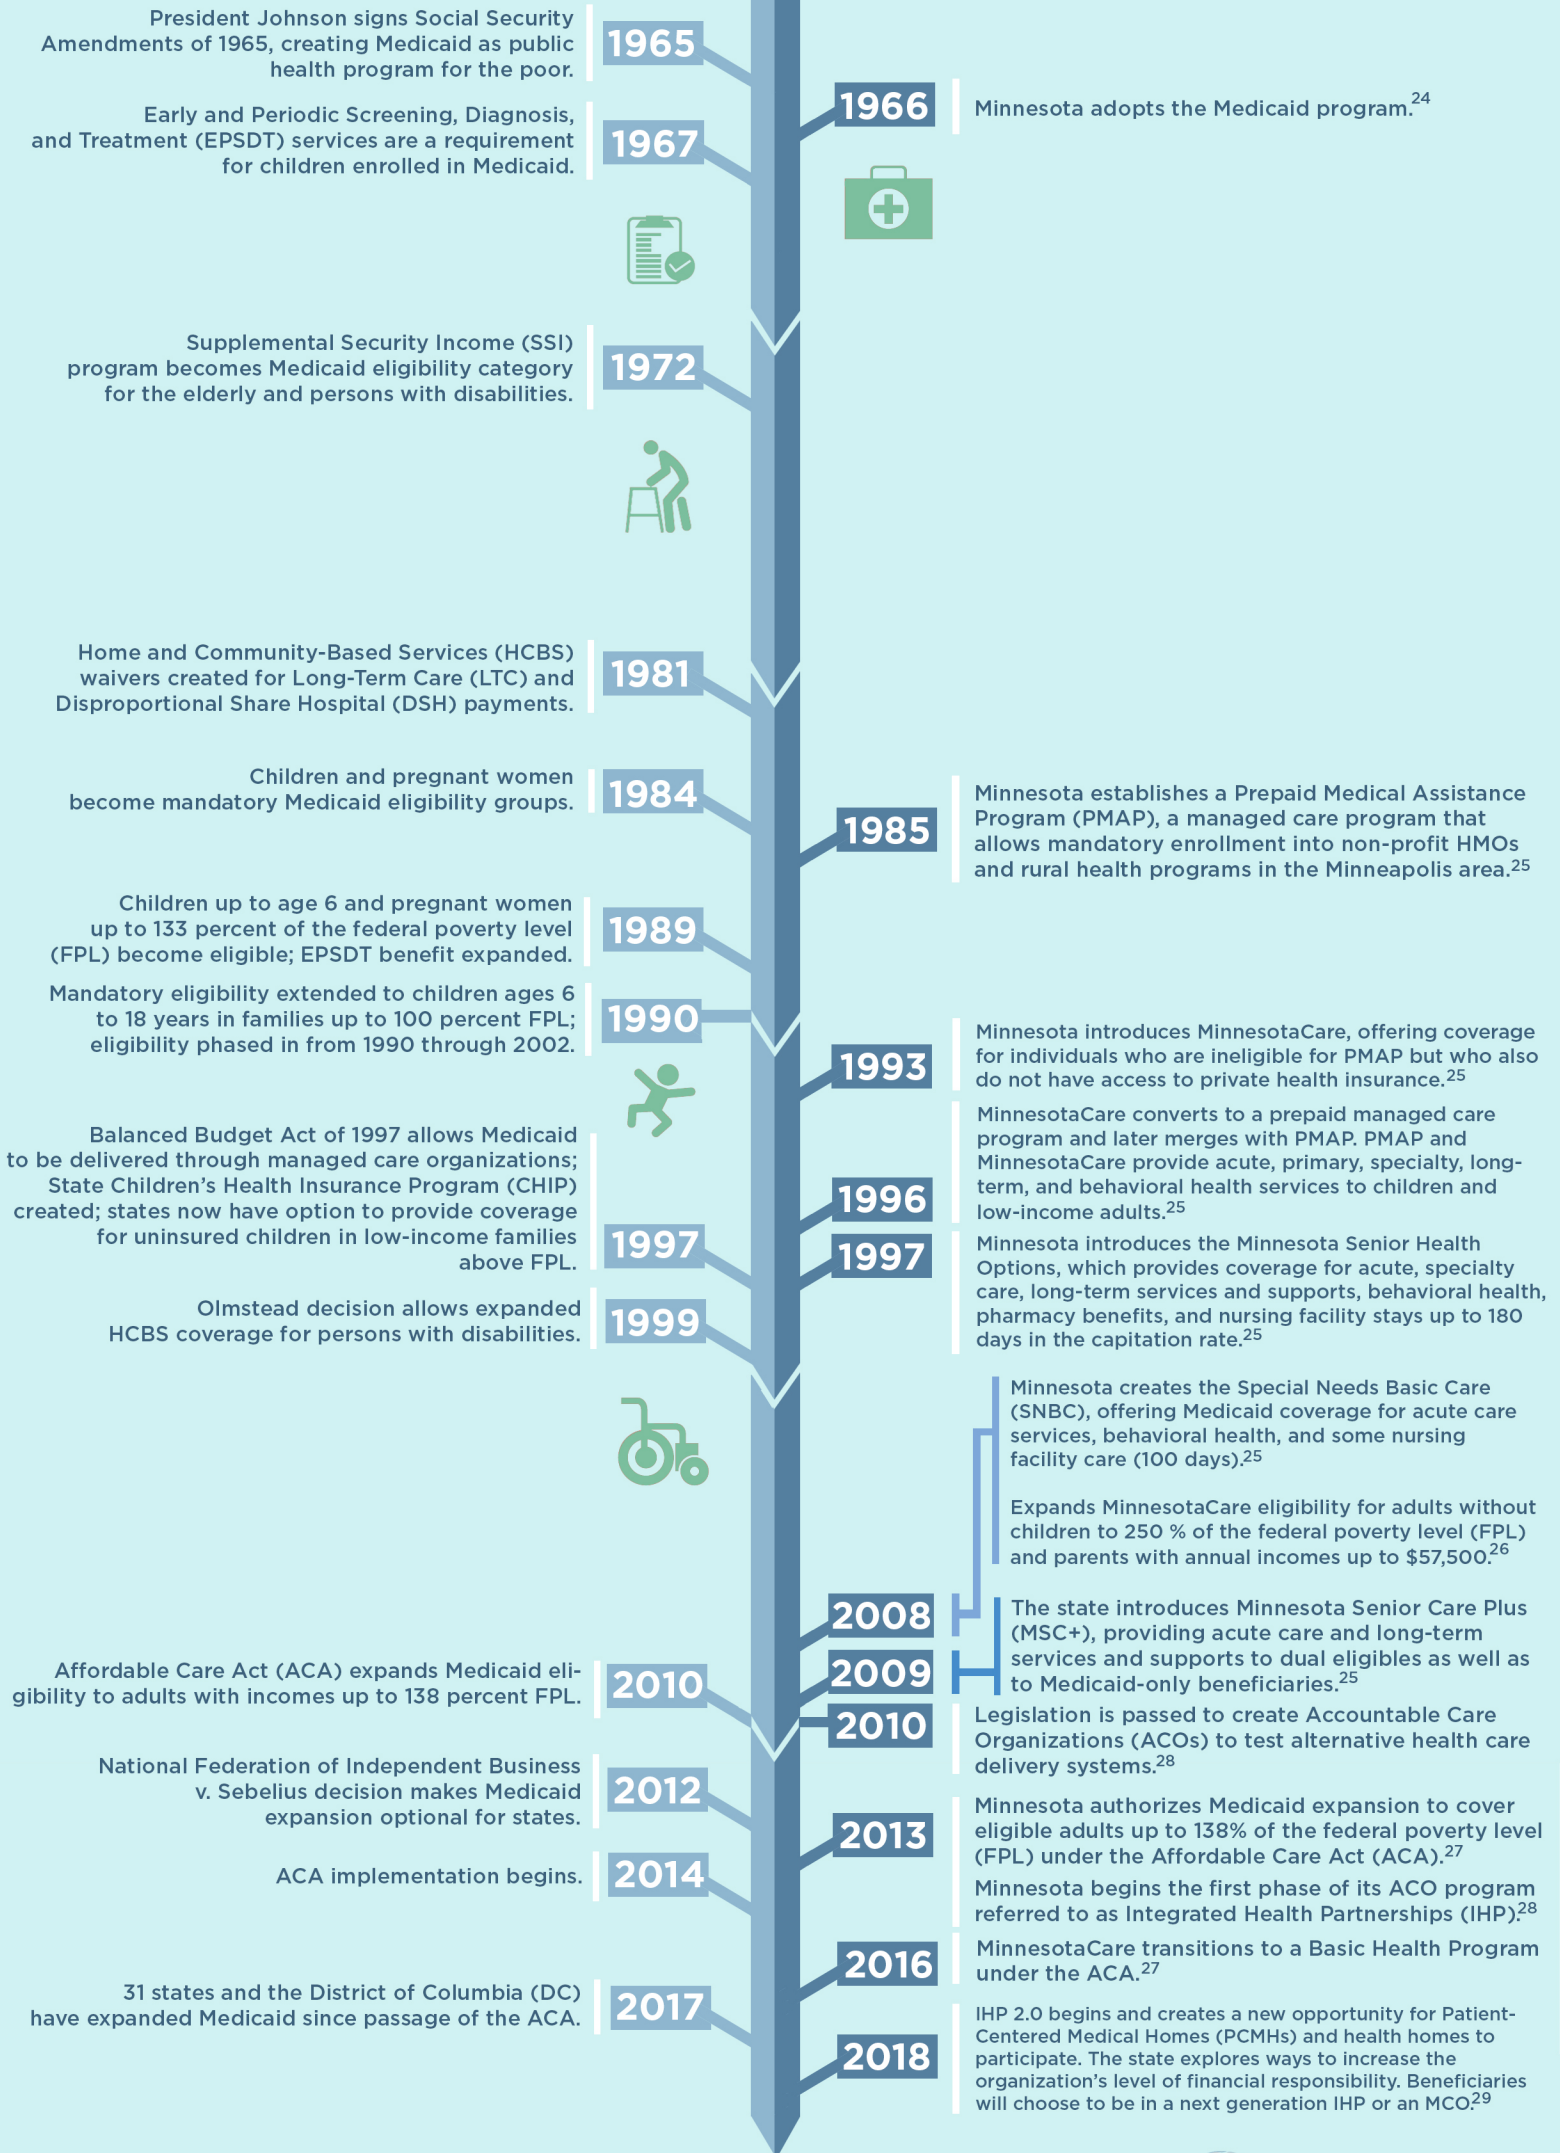 President Johnson signs Social Security
Amendments of 1965, creating Medicaid as public
health program for the poor.
1965
1966
Minnesota adopts the Medicaid program.24
Early and Periodic Screening, Diagnosis,
and Treatment (EPSDT) services are a requirement
for children enrolled in Medicaid.
1967
Supplemental Security Income (SSI)
program becomes Medicaid eligibility category
for the elderly and persons with disabilities.
1972
Home and Community-Based Services (HCBS)
waivers created for Long-Term Care (LTC) and
Disproportional Share Hospital (DSH) payments.
1981
Children and pregnant women
become mandatory Medicaid eligibility groups.
1984
1985
Minnesota establishes a Prepaid Medical Assistance
Program (PMAP), a managed care program that
allows mandatory enrollment into non-profit HMOs
and rural health programs in the Minneapolis area.25
Children up to age 6 and pregnant women
up to 133 percent of the federal poverty level
(FPL) become eligible; EPSDT benefit expanded.
1989
Mandatory eligibility extended to children ages 6
to 18 years in families up to 100 percent FPL;
eligibility phased in from 1990 through 2002.
1990
1993
Minnesota introduces MinnesotaCare, offering coverage
for individuals who are ineligible for PMAP but who also
do not have access to private health insurance.25
1996
MinnesotaCare converts to a prepaid managed care
program and later merges with PMAP. PMAP and
MinnesotaCare provide acute, primary, specialty, long-
term, and behavioral health services to children and
low-income adults.25
Balanced Budget Act of 1997 allows Medicaid
to be delivered through managed care organizations;
State Children's Health Insurance Program (CHIP)
created; states now have option to provide coverage
for uninsured children in low-income families
above FPL.
1997
1997
Minnesota introduces the Minnesota Senior Health
Options, which provides coverage for acute, specialty
care, long-term services and supports, behavioral health,
pharmacy benefits, and nursing facility stays up to 180
days in the capitation rate.25
Olmstead decision allows expanded
HCBS coverage for persons with disabilities.
1999
Minnesota creates the Special Needs Basic Care
(SNBC), offering Medicaid coverage for acute care
services, behavioral health, and some nursing
facility care (100 days).25
Expands MinnesotaCare eligibility for adults without
children to 250 % of the federal poverty level (FPL)
and parents with annual incomes up to $57,500.26
2008
2009
The state introduces Minnesota Senior Care Plus
(MSC+), providing acute care and long-term
services and supports to dual eligibles as well as
to Medicaid-only beneficiaries.25
Affordable Care Act (ACA) expands Medicaid eli-
gibility to adults with incomes up to 138 percent FPL.
2010
2010
Legislation is passed to create Accountable Care
Organizations (ACOs) to test alternative health care
delivery systems.28
National Federation of Independent Business
v. Sebelius decision makes Medicaid
expansion optional for states.
2012
2013
Minnesota authorizes Medicaid expansion to cover
eligible adults up to 138% of the federal poverty level
(FPL) under the Affordable Care Act (ACA).27
Minnesota begins the first phase of its ACO program
referred to as Integrated Health Partnerships (IHP).28
ACA implementation begins.
2014
2016
MinnesotaCare transitions to a Basic Health Program
under the ACA.27
31 states and the District of Columbia (DC)
have expanded Medicaid since passage of the ACA.
2017
2018
IHP 2.0 begins and creates a new opportunity for Patient-
Centered Medical Homes (PCMHs) and health homes to
participate. The state explores ways to increase the
organization's level of financial responsibility. Beneficiaries
will choose to be in a next generation IHP or an MCO.29